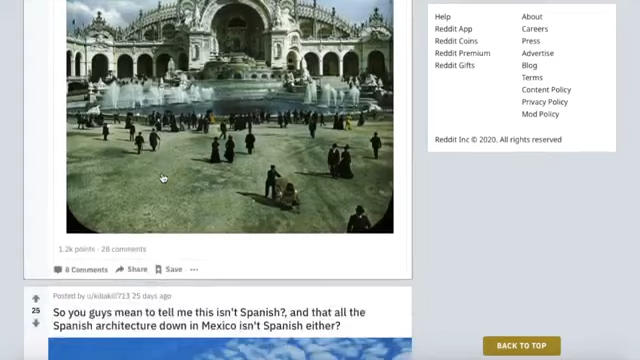 1.2k points · 28 comments
8 Comments
Share
Save
25
Posted by u/kibakill713 25 days ago
So you guys mean to tell me this isn't Spanish?, and that all the
Spanish architecture down in Mexico isn't Spanish either?
Help
Reddit App
Reddit Coins
Reddit Premium
Reddit Gifts
About
Careers
Press
Advertise
Blog
Terms
Content Policy
Privacy Policy
Mod Policy
Reddit Inc © 2020. All rights reserved
BACK TO TOP